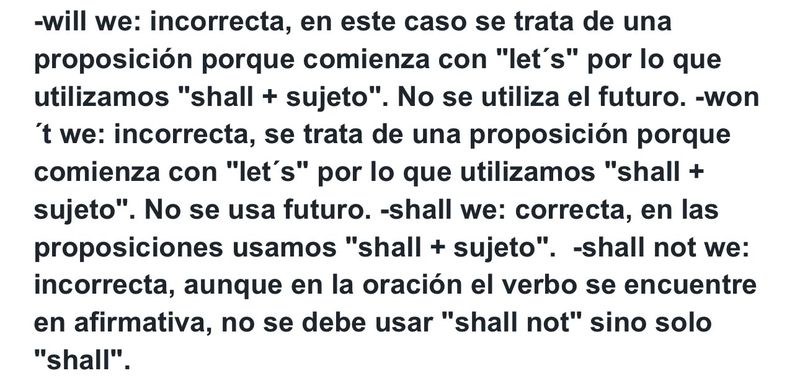 -will we: incorrecta, en este caso se trata de una
proposición porque comienza con "let´s" por lo que
utilizamos "shall + sujeto". No se utiliza el futuro. -won
´t we: incorrecta, se trata de una proposición porque
comienza con "let´s" por lo que utilizamos "shall +
sujeto". No se usa futuro. -shall we: correcta, en las
proposiciones usamos "shall + sujeto".  -shall not we:
incorrecta, aunque en la oración el verbo se encuentre
en afirmativa, no se debe usar "shall not" sino solo
"shall".